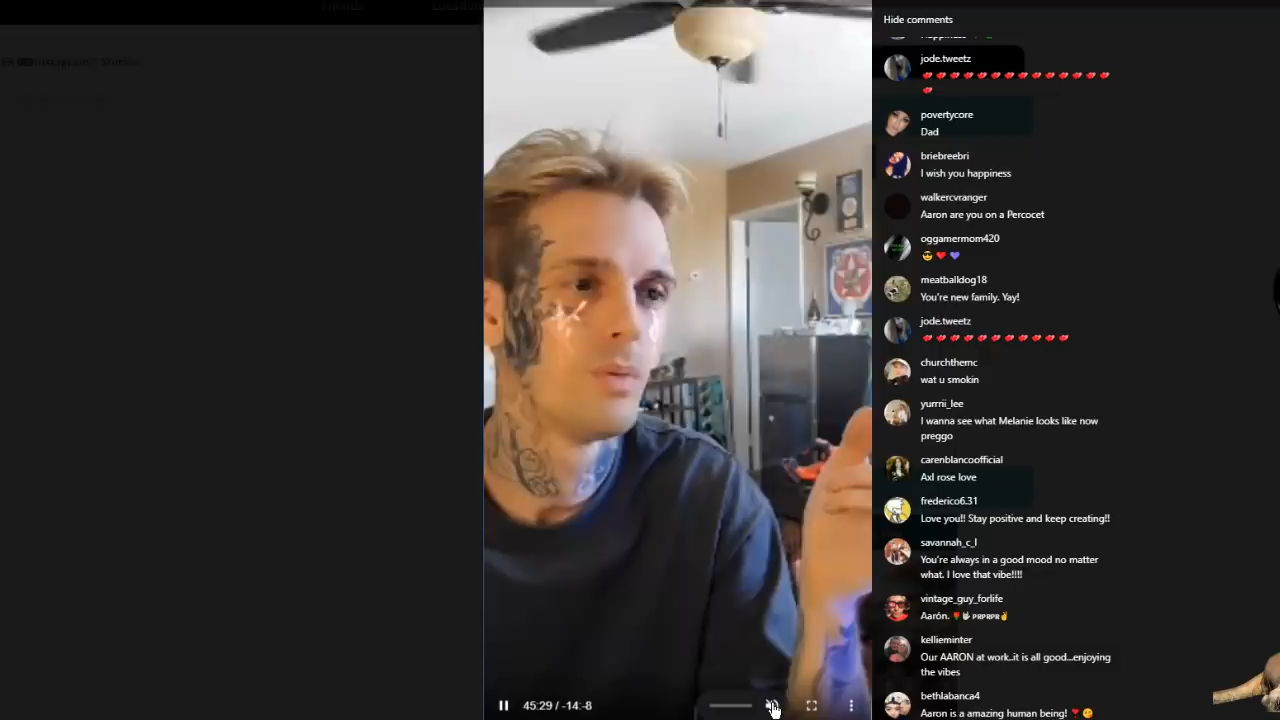 Hide comments
jode.tweetz
💕💕💕💕💕💕💕💕💕💕💕💕💕💕
💕
povertycore
Dad
briebreebri
I wish you happiness
walkercvranger
Aaron are you on a Percocet
oggamermom420
😎❤️💜
meatballdog18
You're new family. Yay!
jode.tweetz
💕💕💕💕💕💕💕💕💕💕💕
churchthemc
wat u smokin
yurrrii_lee
I wanna see what Melanie looks like now
preggo
carenblancoofficial
Axl rose love
frederico6.31
Love you!! Stay positive and keep creating!!
savannah_c_l
You're always in a good mood no matter
what. I love that vibe!!!!
vintage_guy_forlife
Aarón.🌹🤘🏻PRPRPR✌️
kellieminter
Our AARON at work..it is all good...enjoying
the vibes
bethlabanca4
Aaron is a amazing human being!❣️😘
45:29 / -14:-8